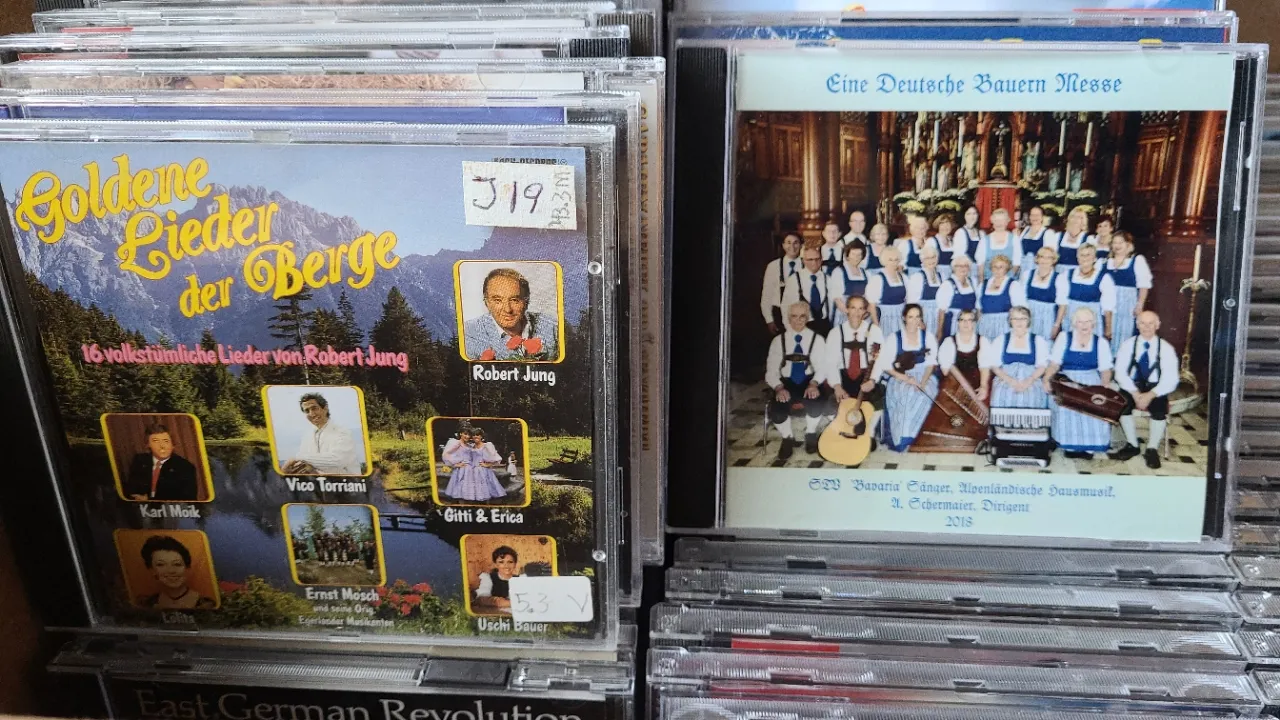 Goldene
Lieder
der Berge
J19
16 volkstümliche Lieder von Robert Jung
Robert Jung
Karl Moik
Vico Torriani
Gitti & Erica
Lolita
Ernst Mosch
und seine Orig.
Egerländer Musikanten
5.3 V
Uschi Bauer
East German Revolution
Eine Deutsche Bauern Messe
STV 'Bavaria' Sänger, Alpenländische Hausmusik,
A. Schermaier, Dirigent
2018